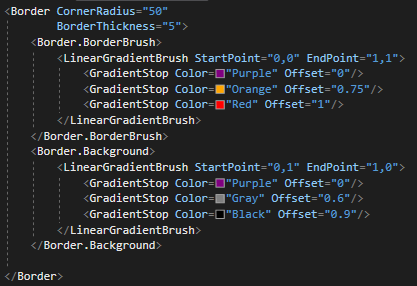 <Border CornerRadius="50"
        BorderThickness="5">
    <Border.BorderBrush>
        <LinearGradientBrush StartPoint="0,0" EndPoint="1,1">
            <GradientStop Color="Purple" Offset="0"/>
            <GradientStop Color="Orange" Offset="0.75"/>
            <GradientStop Color="Red" Offset="1"/>
        </LinearGradientBrush>
    </Border.BorderBrush>
    <Border.Background>
        <LinearGradientBrush StartPoint="0,1" EndPoint="1,0">
            <GradientStop Color="Purple" Offset="0"/>
            <GradientStop Color="Gray" Offset="0.6"/>
            <GradientStop Color="Black" Offset="0.9"/>
        </LinearGradientBrush>
    </Border.Background>
</Border>